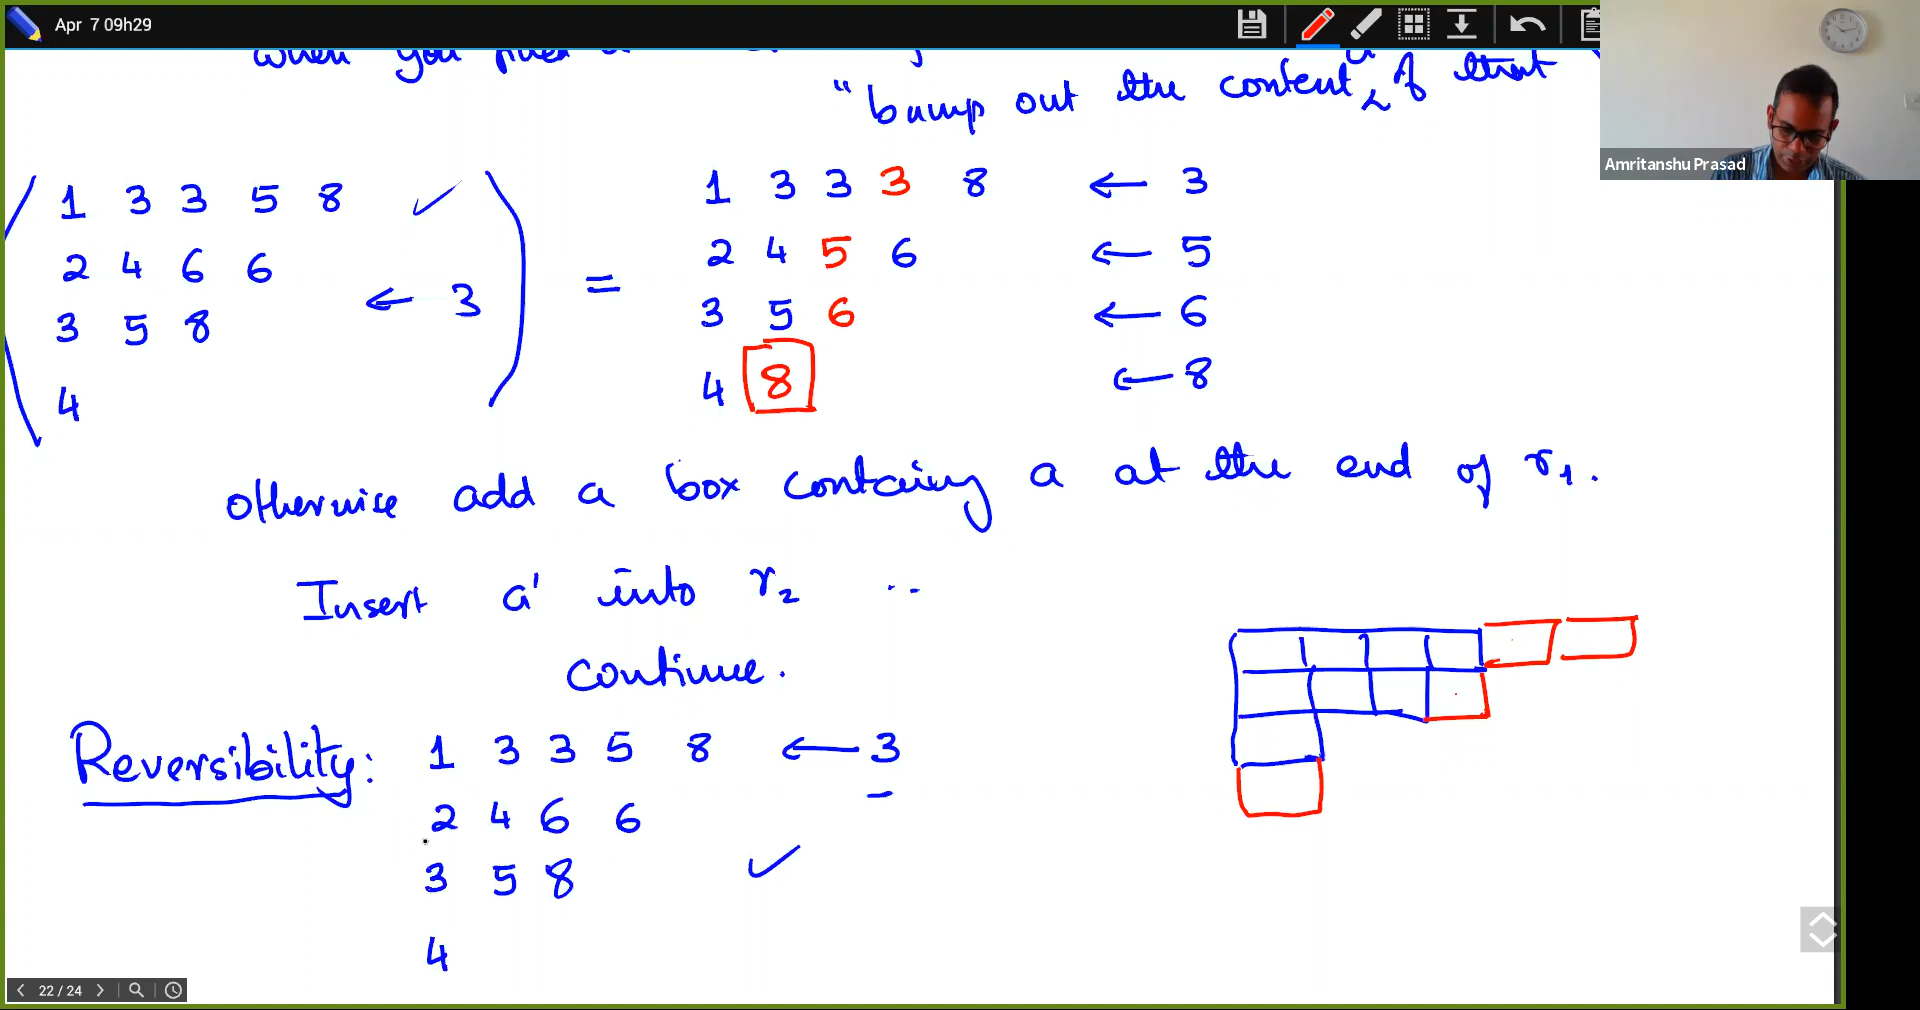 Apr 7 09h29
when you
"bump out the content of that
Amritanshu Prasad
1 3 3 5 8 ✓
2 4 6 6
3 5 8 ← 3
4
=
1 3 3 3 8 ← 3
2 4 5 6 ← 5
3 5 6 ← 6
4 8 ← 8
otherwise add a box containing a at the end of r₁.
Insert a' into r₂ ..
continue.
Reversibility: 1 3 3 5 8 ← 3
2 4 6 6
3 5 8 ✓
4
22 / 24